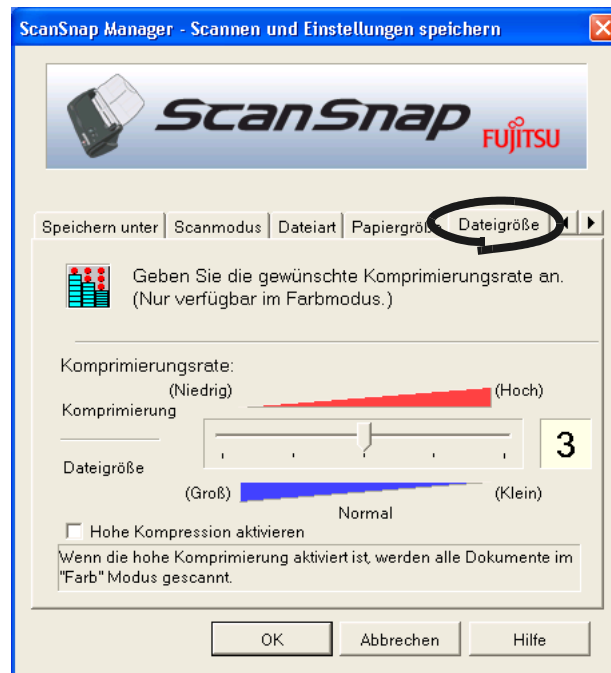 ScanSnap Manager - Scannen und Einstellungen speichern
ScanSnap
FUJITSU
Speichern unter Scanmodus Dateiart Papiergröße Dateigröße
Geben Sie die gewünschte Komprimierungsrate an.
(Nur verfügbar im Farbmodus.)
Komprimierungsrate:
(Niedrig) (Hoch)
Komprimierung
3
Dateigröße
(Groß) (Klein)
Normal
Hohe Kompression aktivieren
Wenn die hohe Komprimierung aktiviert ist, werden alle Dokumente im
"Farb" Modus gescannt.
OK Abbrechen Hilfe